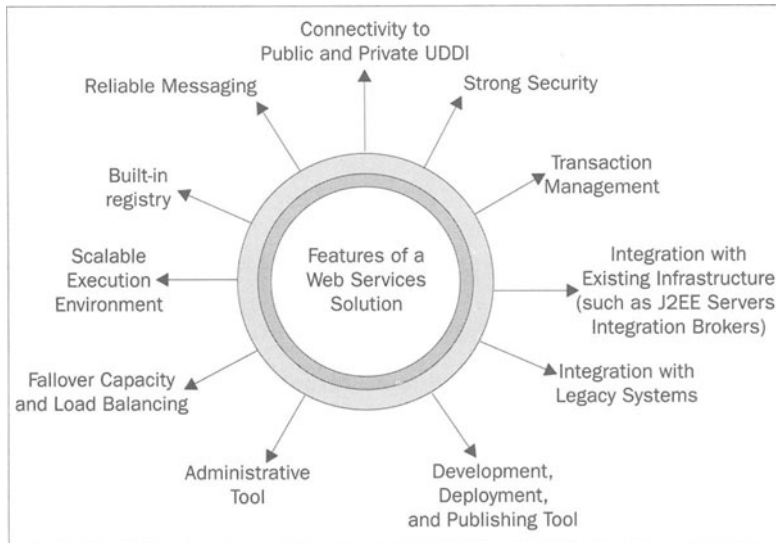 Connectivity to
Public and Private UDDI
Reliable Messaging
Strong Security
Built-in
registry
Transaction
Management
Features of a
Web Services
Solution
Scalable
Execution
Environment
Integration with
Existing Infrastructure
(such as J2EE Servers
Integration Brokers)
Fallover Capacity
and Load Balancing
Integration with
Legacy Systems
Administrative
Tool
Development,
Deployment,
and Publishing Tool